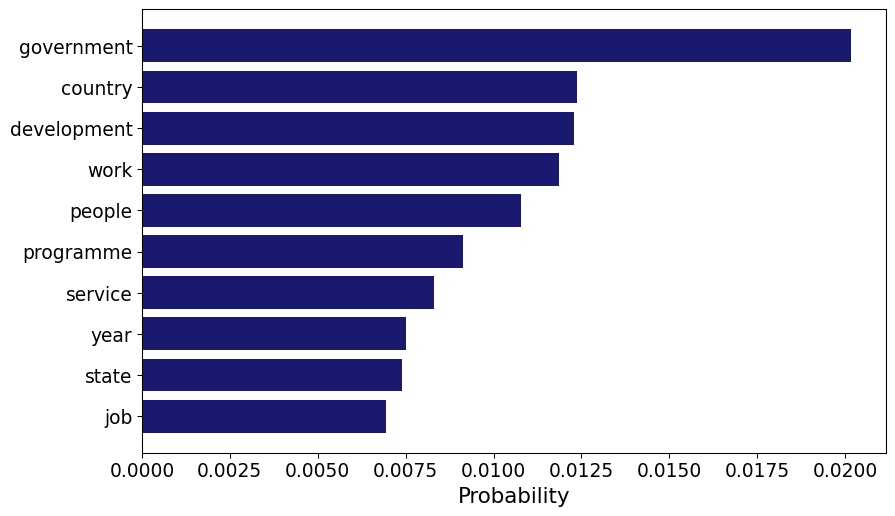 government
country
development
work
people
programme
service
year
state
job
0.0000 0.0025 0.0050 0.0075 0.0100 0.0125 0.0150 0.0175 0.0200
Probability